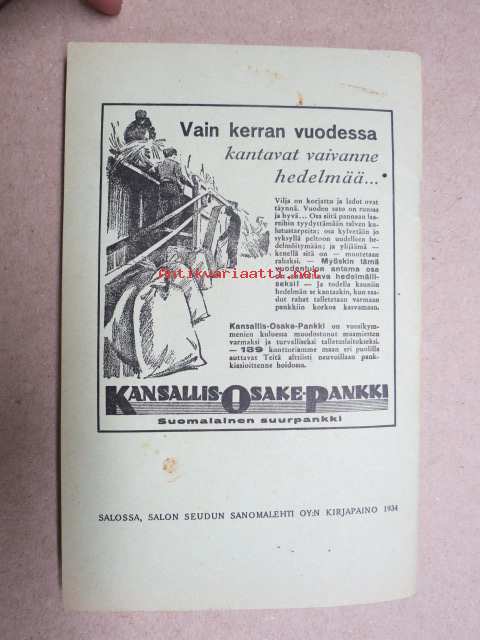 Vain kerran vuodessa
kantavat vaivanne
hedelmää...
Vilja on korjattu ja ladot ovat
täynnä. Vuoden sato on runsas
ja hyvä... Osa siitä pannaan laa-
reihin tyydyttämään talven ku-
lutustarpeita; osa kylvetään jo
syksyllä peltoon uudelleen he-
delmöitymään; ja ylijäämä —
kenellä sitä on — muutetaan
rahaksi. — Myöskin tämä
vuodentulon antama osa
on saatettava hedelmälli-
seksi! — Ja todella kauniin
hedelmän se kantaakin, kun saa-
dut rahat talletetaan varmaan
pankkiin korkoa kasvamaan.
Kansallis-Osake-Pankki on vuosikym-
menien kuluessa muodostunut maamiesten
varmaksi ja turvalliseksi talletuslaitokseksi.
— 169 konttoriamme maan eri puolilla
auttavat Teitä alttiisti neuvoillaan pank-
kiasioittenne hoidossa.
KANSALLIS-OSAKE-PANKKI
Suomalainen suurpankki
SALOSSA, SALON SEUDUN SANOMALEHTI OY:N KIRJAPAINO 1934